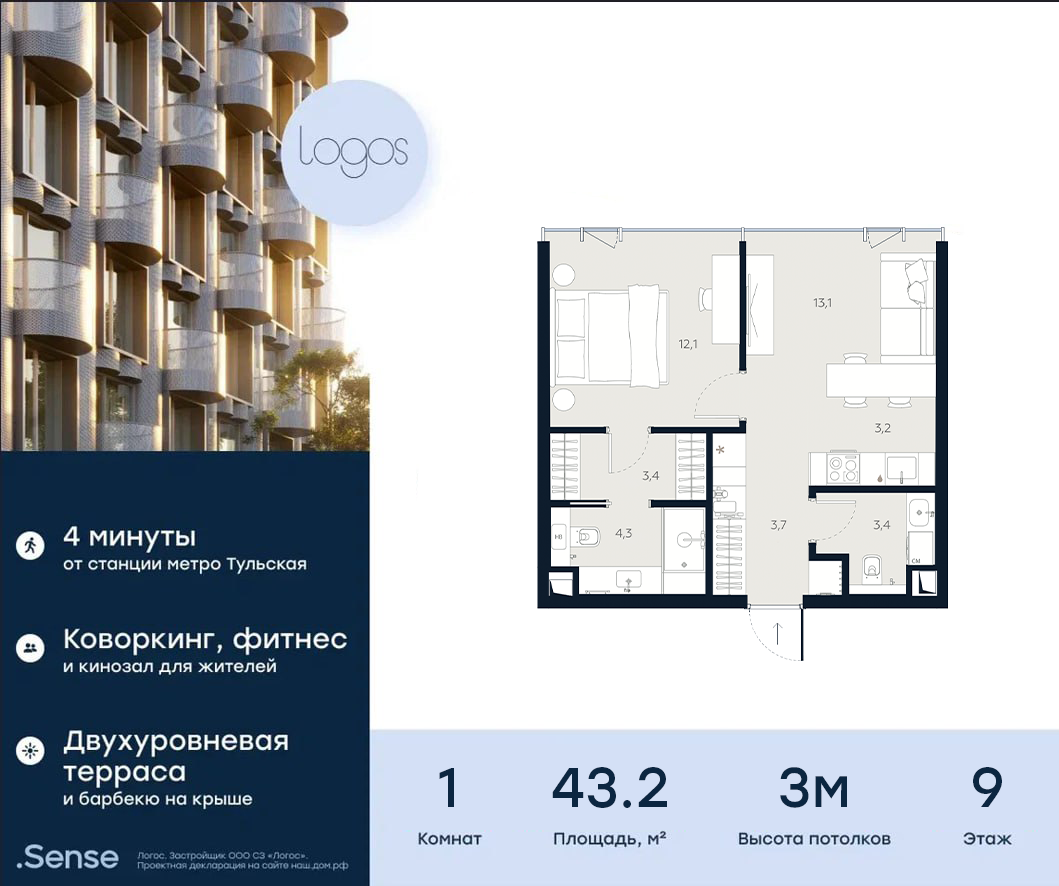 logos
4 минуты
от станции метро Тульская
Коворкинг, фитнес
и кинозал для жителей
Двухуровневая
терраса
и барбекю на крыше
.Sense
Логос. Застройщик ООО СЗ «Логос».
Проектная декларация на сайте наш.дом.рф
13,1
12,1
3,2
3,4
3,7
3,4
4,3
СМ
1
Комнат
43.2
Площадь, м²
3м
Высота потолков
9
Этаж